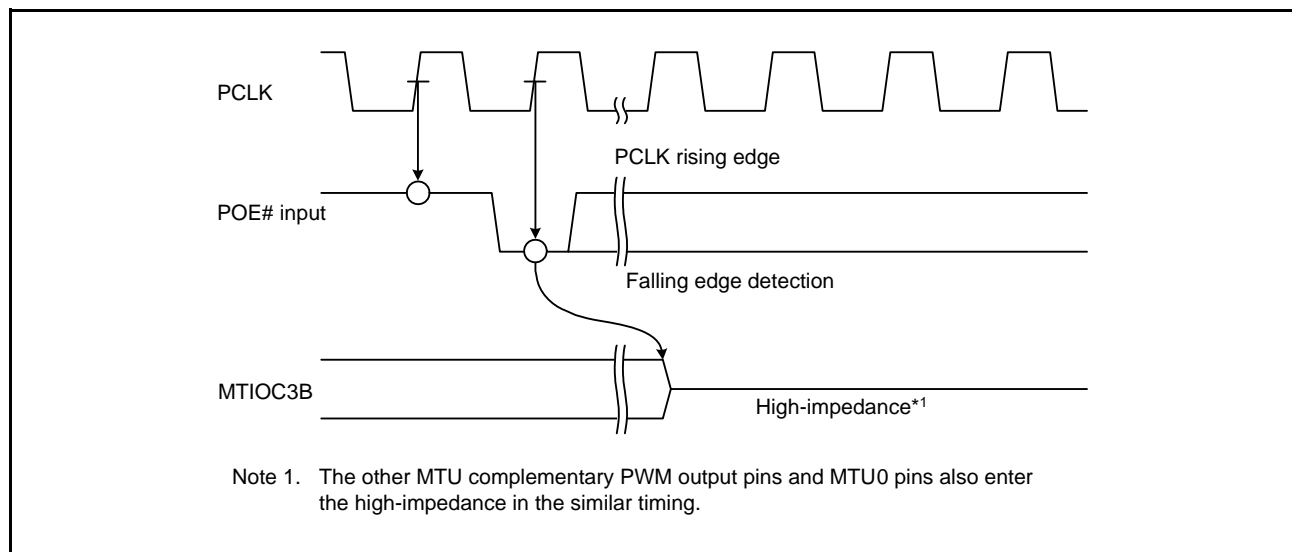 PCLK
PCLK rising edge
POE# input
Falling edge detection
MTIOC3B
High-impedance*1
Note 1. The other MTU complementary PWM output pins and MTU0 pins also enter
the high-impedance in the similar timing.